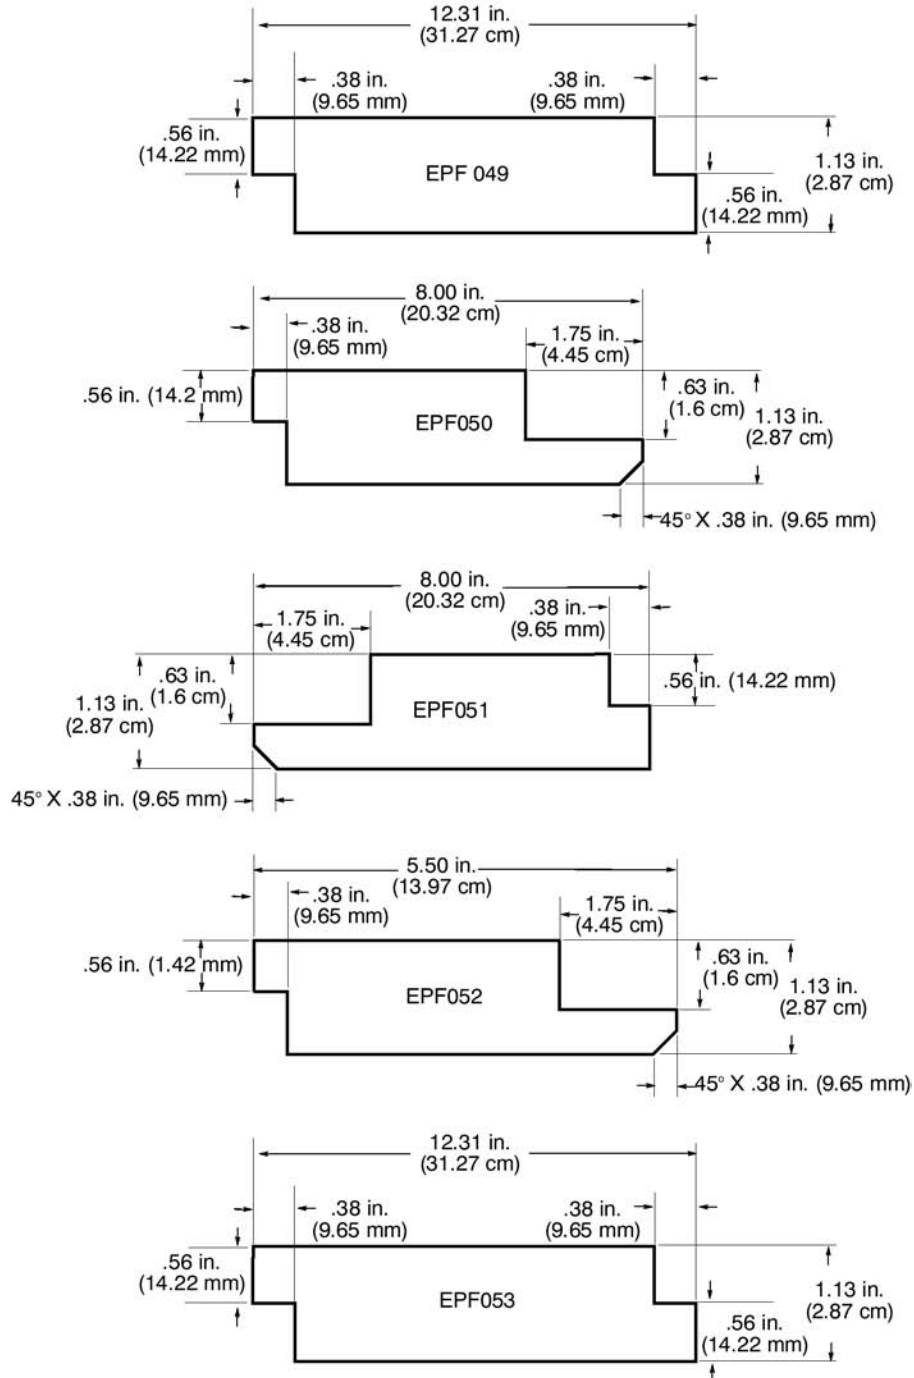 12.31 in.
(31.27 cm)
.38 in.
(9.65 mm)
.38 in.
(9.65 mm)
.56 in.
(14.22 mm)
EPF 049
1.13 in.
(2.87 cm)
.56 in.
(14.22 mm)
8.00 in.
(20.32 cm)
.38 in.
(9.65 mm)
1.75 in.
(4.45 cm)
.56 in. (14.2 mm)
.63 in.
(1.6 cm)
EPF050
1.13 in.
(2.87 cm)
45° X .38 in. (9.65 mm)
8.00 in.
(20.32 cm)
1.75 in.
(4.45 cm)
.38 in.
(9.65 mm)
.63 in.
(1.6 cm)
.56 in. (14.22 mm)
1.13 in.
(2.87 cm)
EPF051
45° X .38 in. (9.65 mm)
5.50 in.
(13.97 cm)
.38 in.
(9.65 mm)
1.75 in.
(4.45 cm)
.56 in. (1.42 mm)
.63 in.
(1.6 cm)
EPF052
1.13 in.
(2.87 cm)
45° X .38 in. (9.65 mm)
12.31 in.
(31.27 cm)
.38 in.
(9.65 mm)
.38 in.
(9.65 mm)
.56 in.
(14.22 mm)
EPF053
1.13 in.
(2.87 cm)
.56 in.
(14.22 mm)